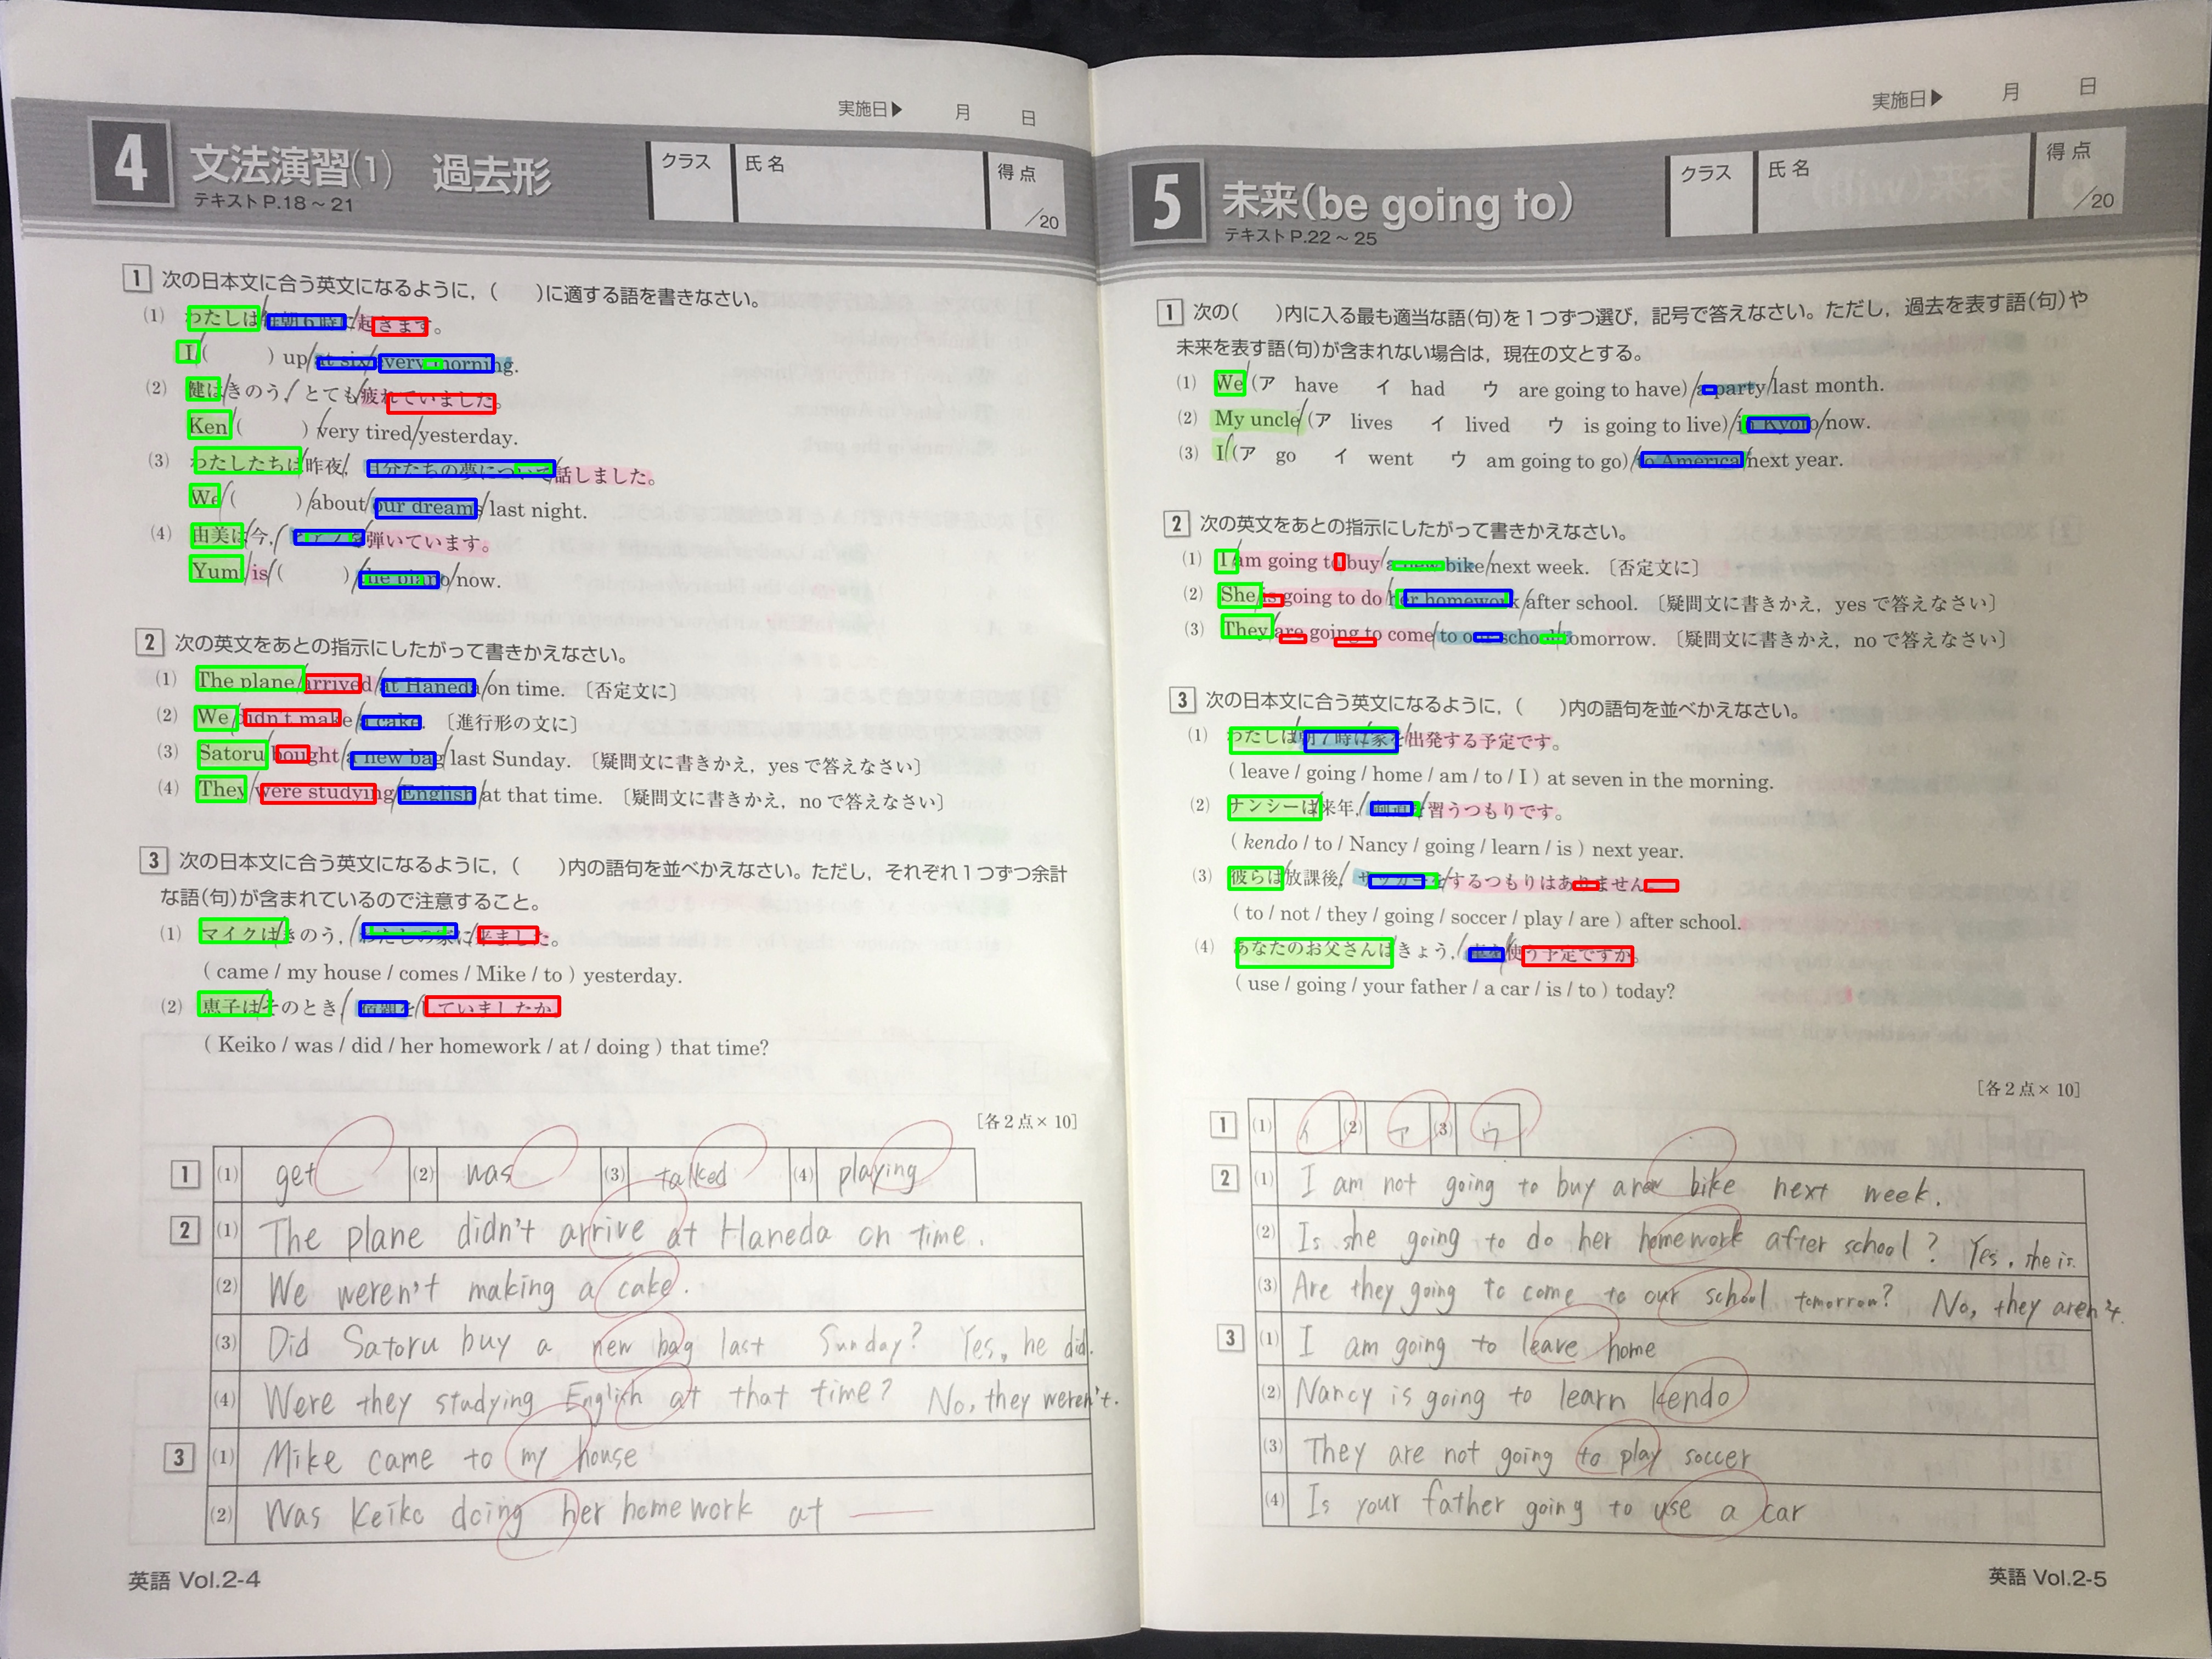 実施日▶ 月 日
4 文法演習(1) 過去形
テキストP.18～21
クラス 氏名 得点 /20
1 次の日本文に合う英文になるように，( )に適する語を書きなさい。
(1) わたしは毎朝6時に起きます。
I ( ) up at six every morning.
(2) 健はきのう，とても疲れていました。
Ken ( ) very tired yesterday.
(3) わたしたちは昨夜，自分たちの夢について話しました。
We ( ) about our dreams last night.
(4) 由美は今，ピアノを弾いています。
Yumi is ( ) the piano now.
2 次の英文をあとの指示にしたがって書きかえなさい。
(1) The plane arrived at Haneda on time. 〔否定文に〕
(2) We didn't make a cake. 〔進行形の文に〕
(3) Satoru bought a new bag last Sunday. 〔疑問文に書きかえ，yesで答えなさい〕
(4) They were studying English at that time. 〔疑問文に書きかえ，noで答えなさい〕
3 次の日本文に合う英文になるように，( )内の語句を並べかえなさい。ただし，それぞれ1つずつ余計
な語(句)が含まれているので注意すること。
(1) マイクはきのう，わたしの家に来ました。
( came / my house / comes / Mike / to ) yesterday.
(2) 恵子はそのとき，宿題をしていましたか。
( Keiko / was / did / her homework / at / doing ) that time?
[各2点×10]
1 (1) get (2) was (3) talked (4) playing
2 (1) The plane didn't arrive at Haneda on time.
(2) We weren't making a cake.
(3) Did Satoru buy a new bag last Sunday? Yes, he did.
(4) Were they studying English at that time? No, they weren't.
3 (1) Mike came to my house
(2) Was Keiko doing her homework at
英語 Vol.2-4
実施日▶ 月 日
5 未来(be going to)
テキストP.22～25
クラス 氏名 得点 /20
1 次の( )内に入る最も適当な語(句)を1つずつ選び，記号で答えなさい。ただし，過去を表す語(句)や
未来を表す語(句)が含まれない場合は，現在の文とする。
(1) We (ア have イ had ウ are going to have) a party last month.
(2) My uncle (ア lives イ lived ウ is going to live) in Kyoto now.
(3) I (ア go イ went ウ am going to go) to America next year.
2 次の英文をあとの指示にしたがって書きかえなさい。
(1) I am going to buy a new bike next week. 〔否定文に〕
(2) She is going to do her homework after school. 〔疑問文に書きかえ，yesで答えなさい〕
(3) They are going to come to our school tomorrow. 〔疑問文に書きかえ，noで答えなさい〕
3 次の日本文に合う英文になるように，( )内の語句を並べかえなさい。
(1) わたしは朝7時に家を出発する予定です。
( leave / going / home / am / to / I ) at seven in the morning.
(2) ナンシーは来年，剣道を習うつもりです。
( kendo / to / Nancy / going / learn / is ) next year.
(3) 彼らは放課後，サッカーをするつもりはありません。
( to / not / they / going / soccer / play / are ) after school.
(4) あなたのお父さんはきょう，車を使う予定ですか。
( use / going / your father / a car / is / to ) today?
[各2点×10]
1 (1) イ (2) ア (3) ウ
2 (1) I am not going to buy a new bike next week.
(2) Is she going to do her homework after school? Yes, she is.
(3) Are they going to come to our school tomorrow? No, they aren't.
3 (1) I am going to leave home
(2) Nancy is going to learn kendo
(3) They are not going to play soccer
(4) Is your father going to use a car
英語 Vol.2-5